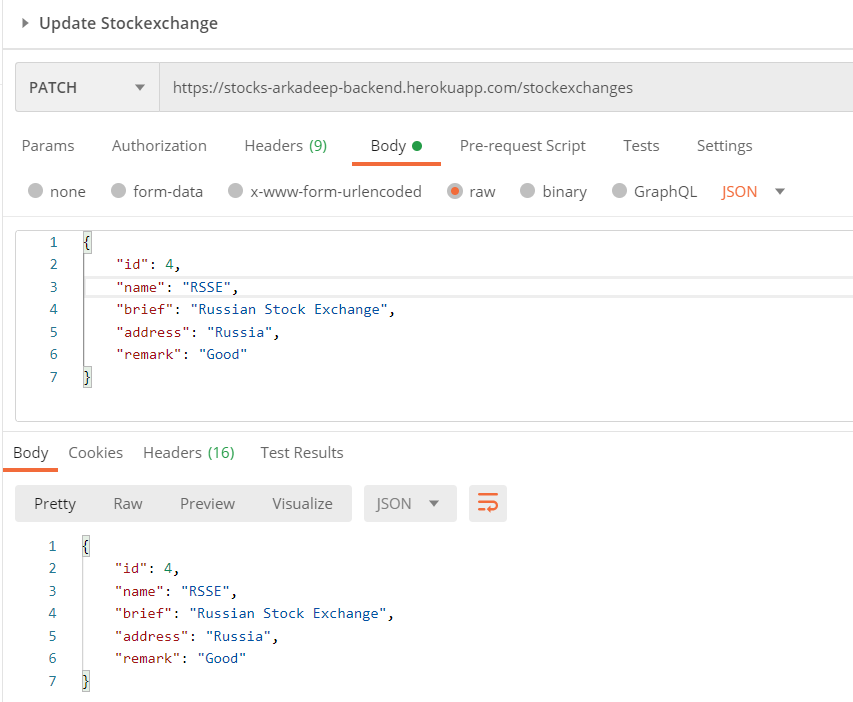 Update Stockexchange
PATCH https://stocks-arkadeep-backend.herokuapp.com/stockexchanges
Params Authorization Headers (9) Body Pre-request Script Tests Settings
none form-data x-www-form-urlencoded raw binary GraphQL JSON
1 {
2 "id": 4,
3 "name": "RSSE",
4 "brief": "Russian Stock Exchange",
5 "address": "Russia",
6 "remark": "Good"
7 }
Body Cookies Headers (16) Test Results
Pretty Raw Preview Visualize JSON
1 {
2 "id": 4,
3 "name": "RSSE",
4 "brief": "Russian Stock Exchange",
5 "address": "Russia",
6 "remark": "Good"
7 }